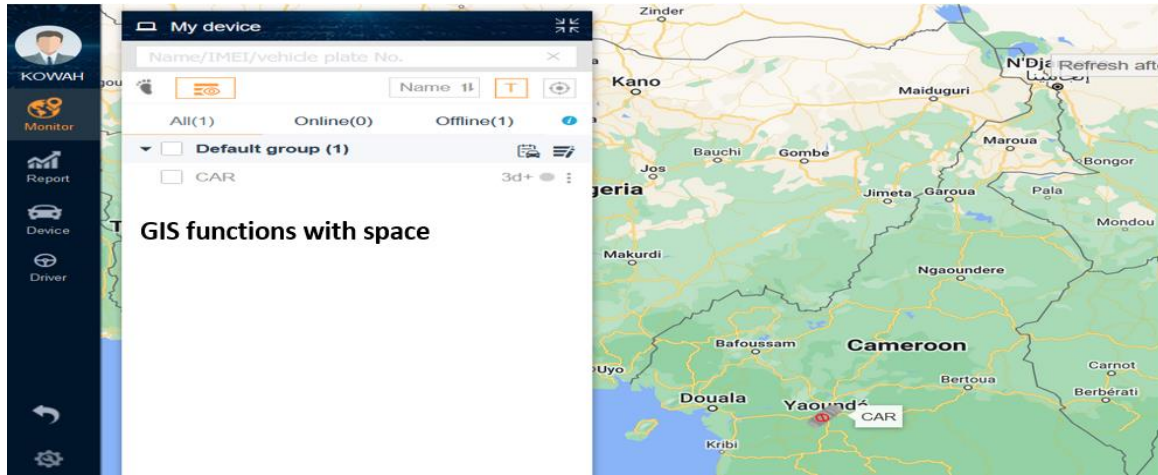 My device
Name/IMEI/vehicle plate No.
KOWAH
Name
T
Monitor
All(1) Online(0) Offline(1)
Default group (1)
Report
CAR 3d+
Device
GIS functions with space
Driver
Zinder
N'Dj
Refresh aft
Kano
Maiduguri
Maroua
Bauchi
Gombe
Bongor
Jos
geria
Jimeta
Garoua
Pala
Mondou
Makurdi
Ngaoundere
Bafoussam
Cameroon
Uyo
Carnot
Bertoua
Berbérati
Douala
Yaoundé
CAR
Kribi